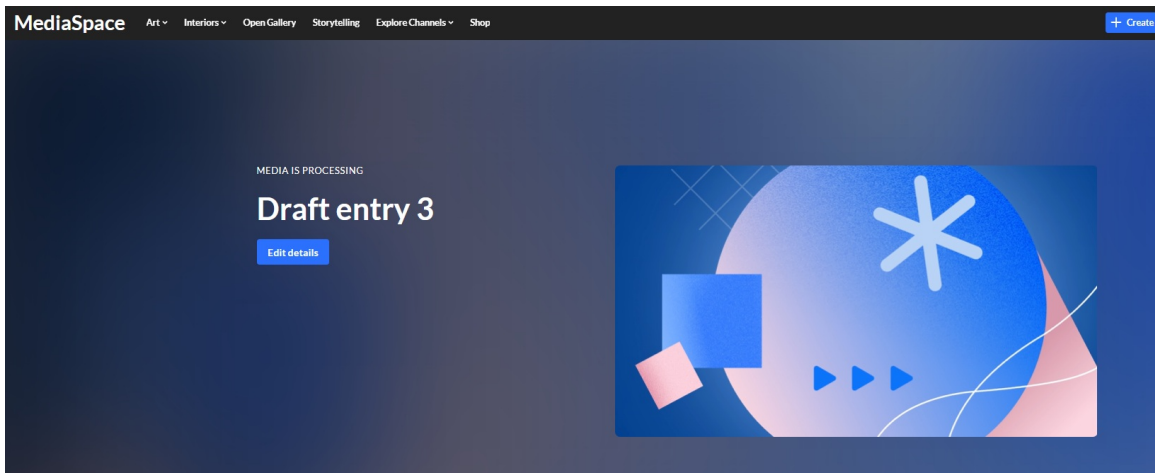 MediaSpace Art Interiors Open Gallery Storytelling Explore Channels Shop + Create
MEDIA IS PROCESSING
Draft entry 3
Edit details